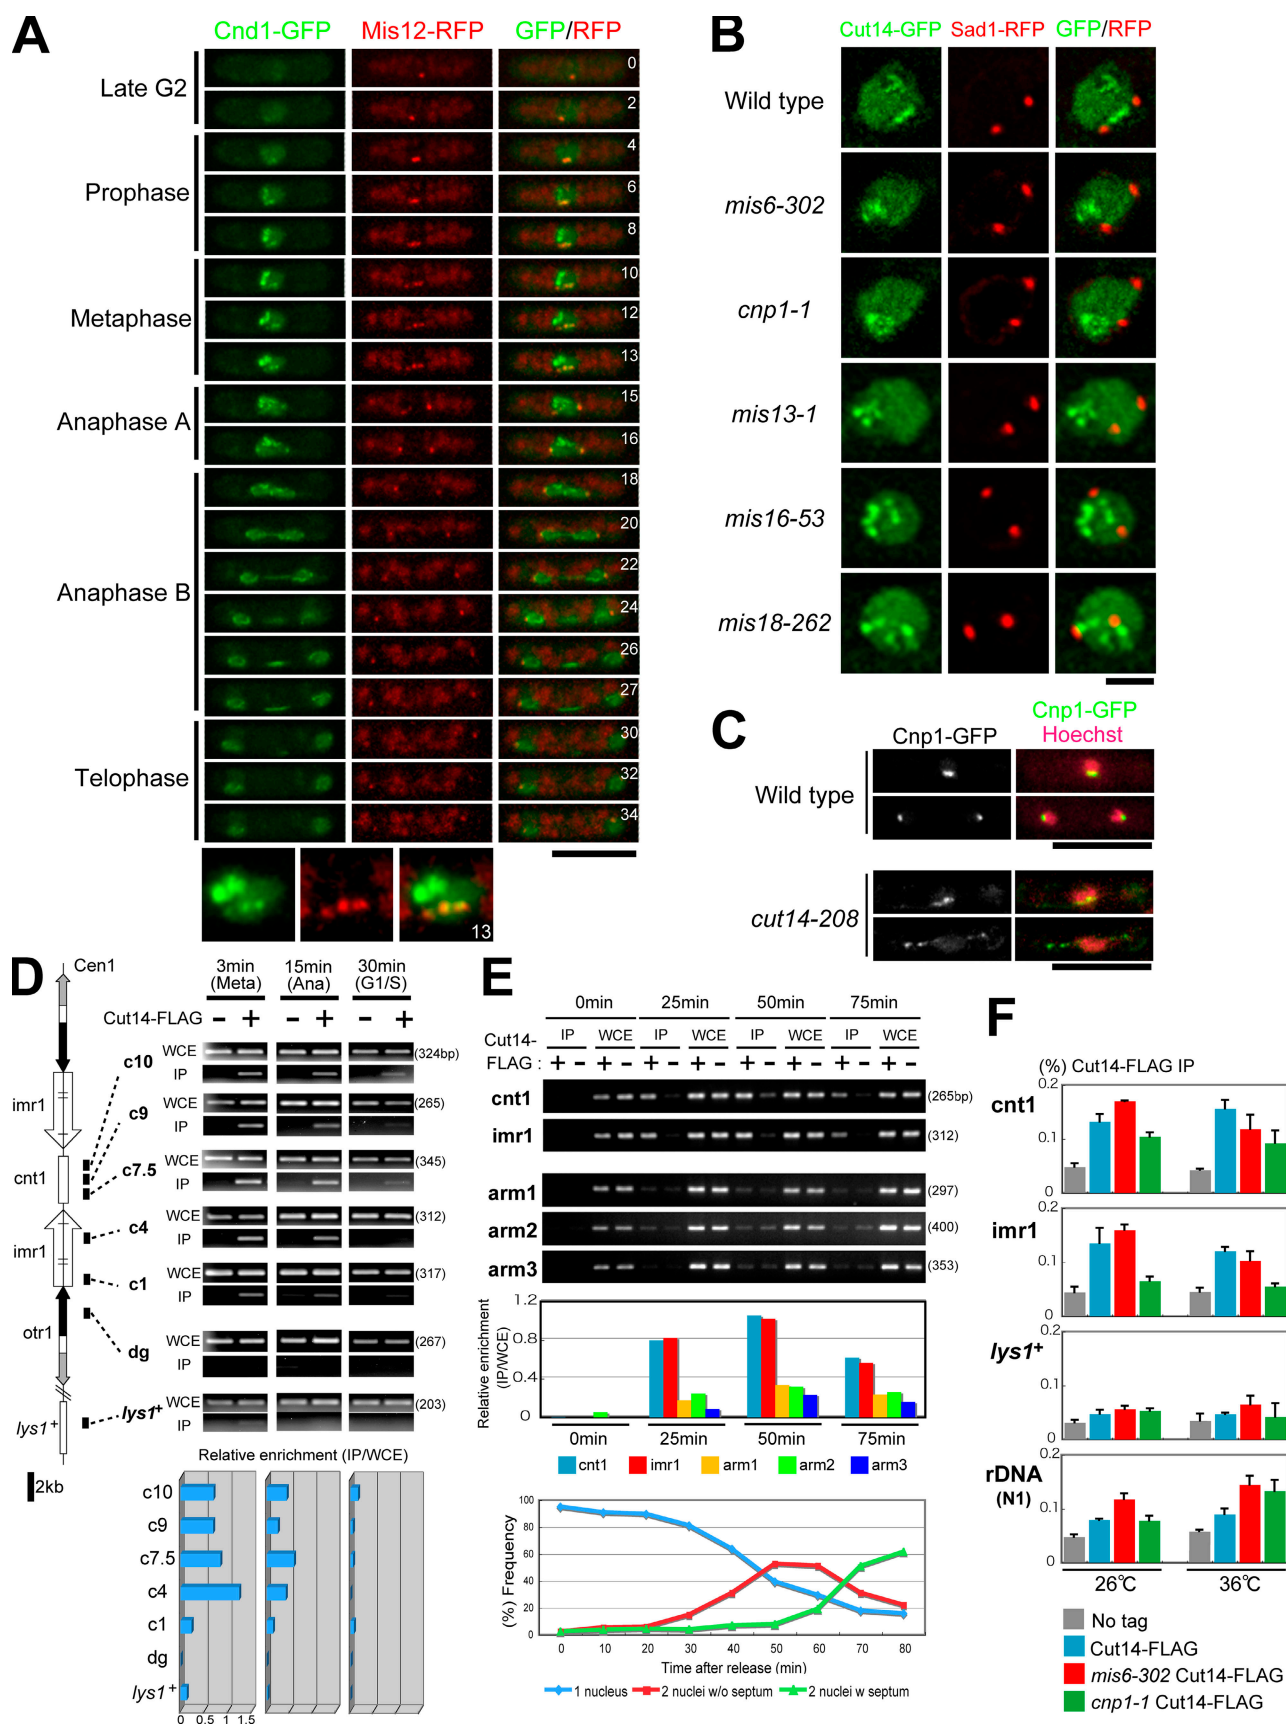 A
Cnd1-GFP Mis12-RFP GFP/RFP
Late G2
0
2
Prophase
4
6
8
Metaphase
10
12
13
Anaphase A
15
16
Anaphase B
18
20
22
24
26
27
Telophase
30
32
34
13
B
Cut14-GFP Sad1-RFP GFP/RFP
Wild type
mis6-302
cnp1-1
mis13-1
mis16-53
mis18-262
C
Cnp1-GFP
Cnp1-GFP
Hoechst
Wild type
cut14-208
D
Cen1
imr1
cnt1
imr1
otr1
lys1+
2kb
3min (Meta) 15min (Ana) 30min (G1/S)
Cut14-FLAG − + − + − +
c10 WCE (324bp)
IP
c9 WCE (265)
IP
c7.5 WCE (345)
IP
c4 WCE (312)
IP
c1 WCE (317)
IP
dg WCE (267)
IP
lys1+ WCE (203)
IP
Relative enrichment (IP/WCE)
c10
c9
c7.5
c4
c1
dg
lys1+
0 0.5 1 1.5
E
0min 25min 50min 75min
IP WCE IP WCE IP WCE IP WCE
Cut14-
FLAG : + − + − + − + − + − + − + − + −
cnt1 (265bp)
imr1 (312)
arm1 (297)
arm2 (400)
arm3 (353)
Relative enrichment
(IP/WCE)
1.2
0.8
0.4
0
0min 25min 50min 75min
cnt1 imr1 arm1 arm2 arm3
(%) Frequency
100
80
60
40
20
0
0 10 20 30 40 50 60 70 80
Time after release (min)
1 nucleus 2 nuclei w/o septum 2 nuclei w septum
F
(%) Cut14-FLAG IP
cnt1
0.2
0.1
0
imr1
0.2
0.1
0
lys1+
0.2
0.1
0
rDNA
(N1)
0.2
0.1
0
26℃ 36℃
No tag
Cut14-FLAG
mis6-302 Cut14-FLAG
cnp1-1 Cut14-FLAG